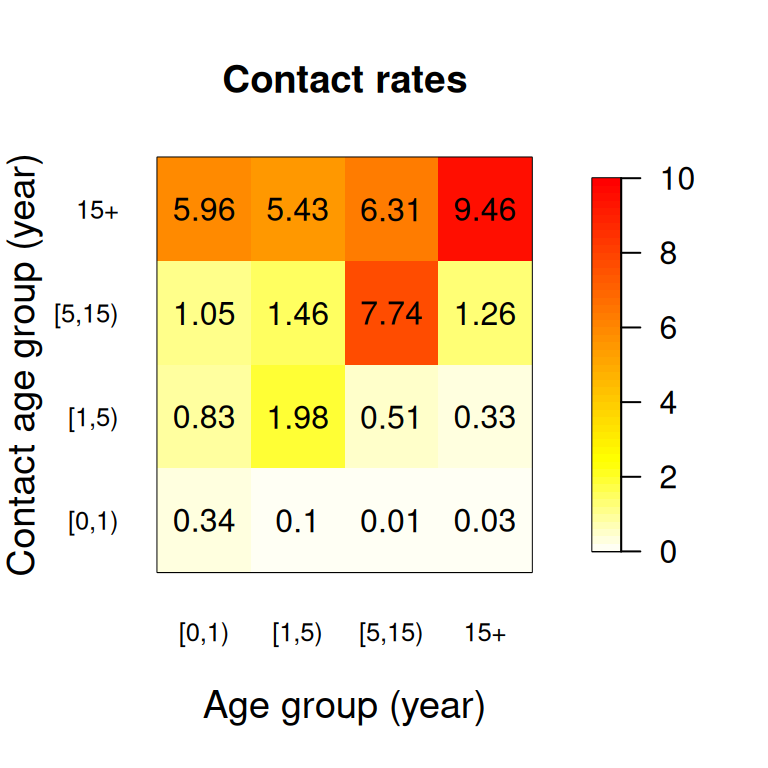 Contact rates
Contact age group (year)
15+ 5.96 5.43 6.31 9.46
[5,15) 1.05 1.46 7.74 1.26
[1,5) 0.83 1.98 0.51 0.33
[0,1) 0.34 0.1 0.01 0.03
[0,1) [1,5) [5,15) 15+
Age group (year)
10
8
6
4
2
0